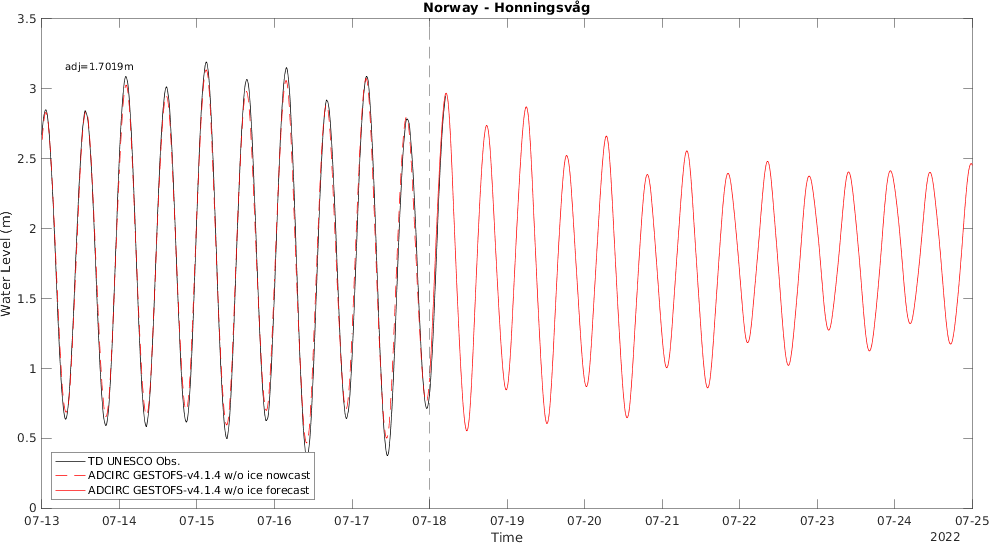 Norway - Honningsvåg
3.5
adj=1.7019m
3
2.5
2
1.5
1
0.5
0
Water Level (m)
TD UNESCO Obs.
ADCIRC GESTOFS-v4.1.4 w/o ice nowcast
ADCIRC GESTOFS-v4.1.4 w/o ice forecast
07-13 07-14 07-15 07-16 07-17 07-18 07-19 07-20 07-21 07-22 07-23 07-24 07-25
Time
2022